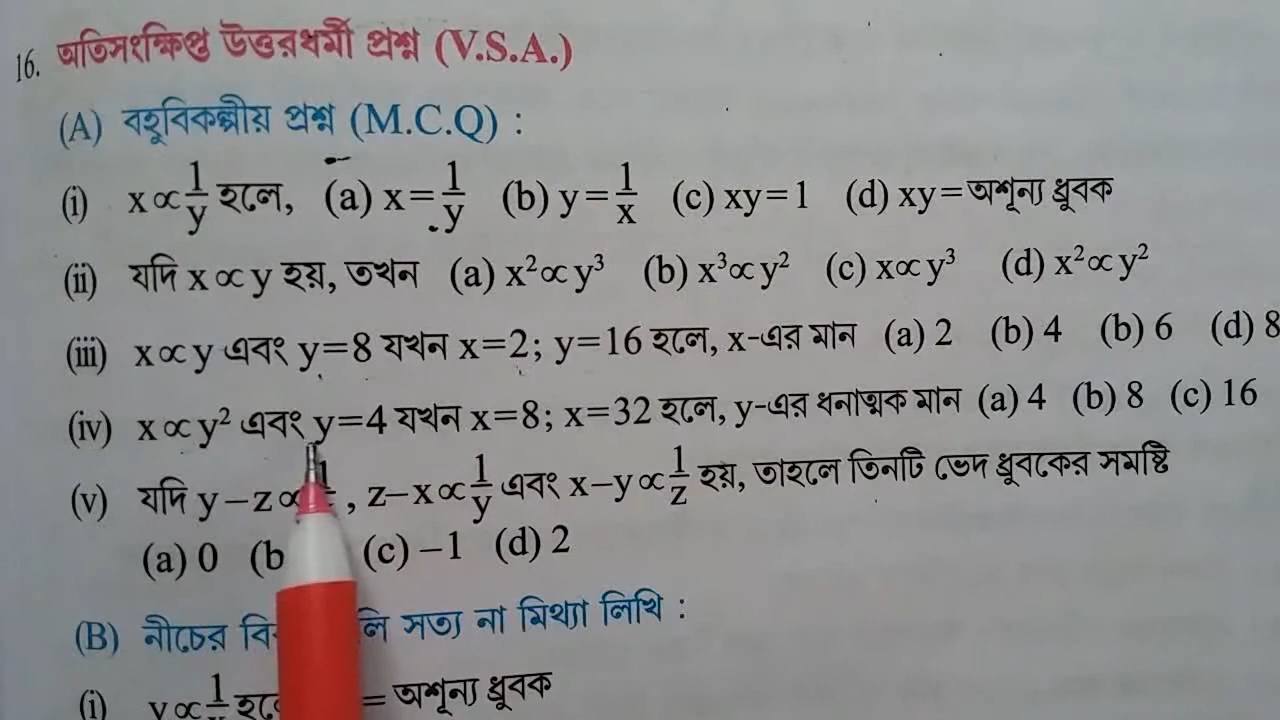 16. অতিসংক্ষিপ্ত উত্তরধর্মী প্রশ্ন (V.S.A.)
(A) বহুবিকল্পীয় প্রশ্ন (M.C.Q) :
(i) x∝1/y হলে, (a) x=1/y (b) y=1/x (c) xy=1 (d) xy=অশূন্য ধ্রুবক
(ii) যদি x∝y হয়, তখন (a) x²∝y³ (b) x³∝y² (c) x∝y³ (d) x²∝y²
(iii) x∝y এবং y=8 যখন x=2; y=16 হলে, x-এর মান (a) 2 (b) 4 (b) 6 (d) 8
(iv) x∝y² এবং y=4 যখন x=8; x=32 হলে, y-এর ধনাত্মক মান (a) 4 (b) 8 (c) 16
(v) যদি y−z∝ , z−x∝1/y এবং x−y∝1/z হয়, তাহলে তিনটি ভেদ ধ্রুবকের সমষ্টি
(a) 0 (b (c) −1 (d) 2
(B) নীচের সত্য না মিথ্যা লিখি :
(i) y∝ = অশূন্য ধ্রুবক